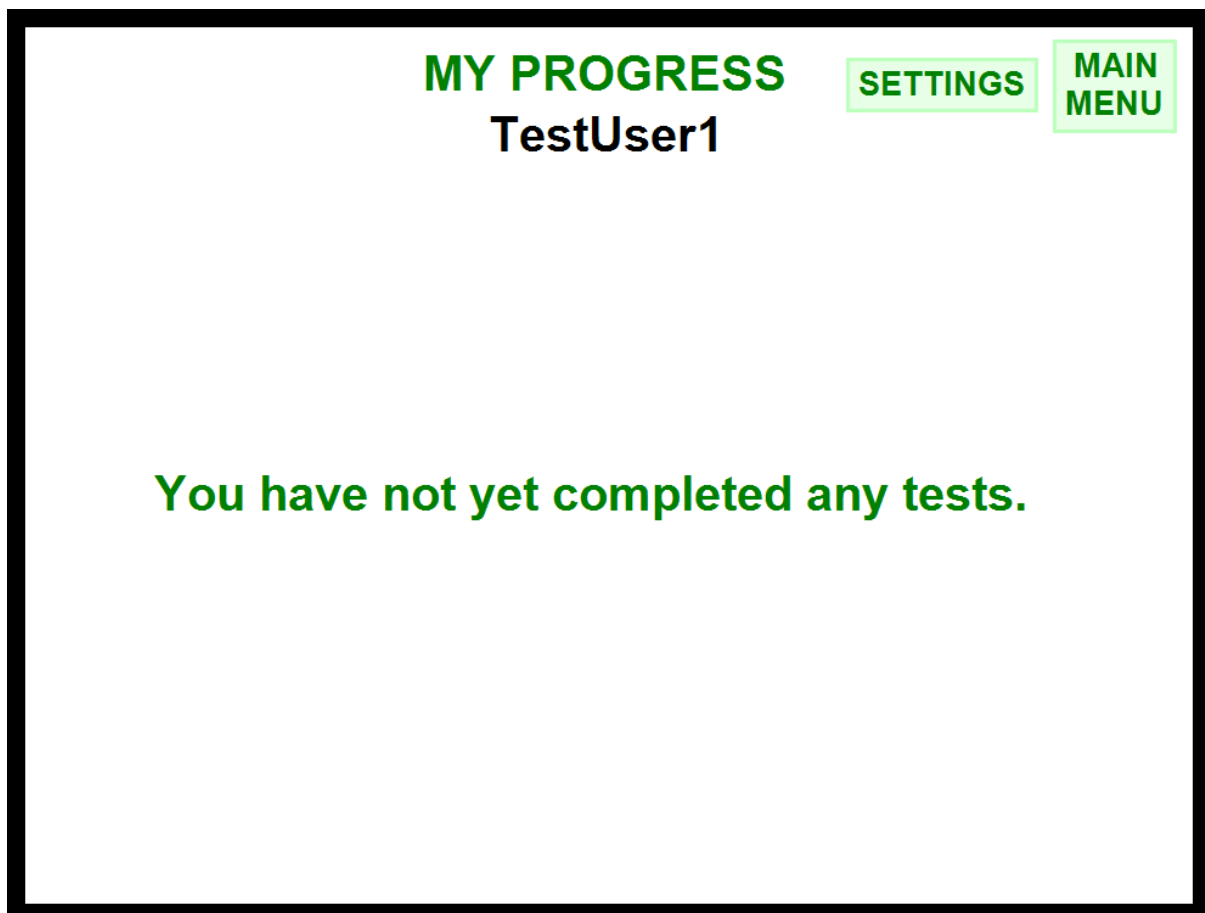 MY PROGRESS
TestUser1
SETTINGS
MAIN
MENU
You have not yet completed any tests.